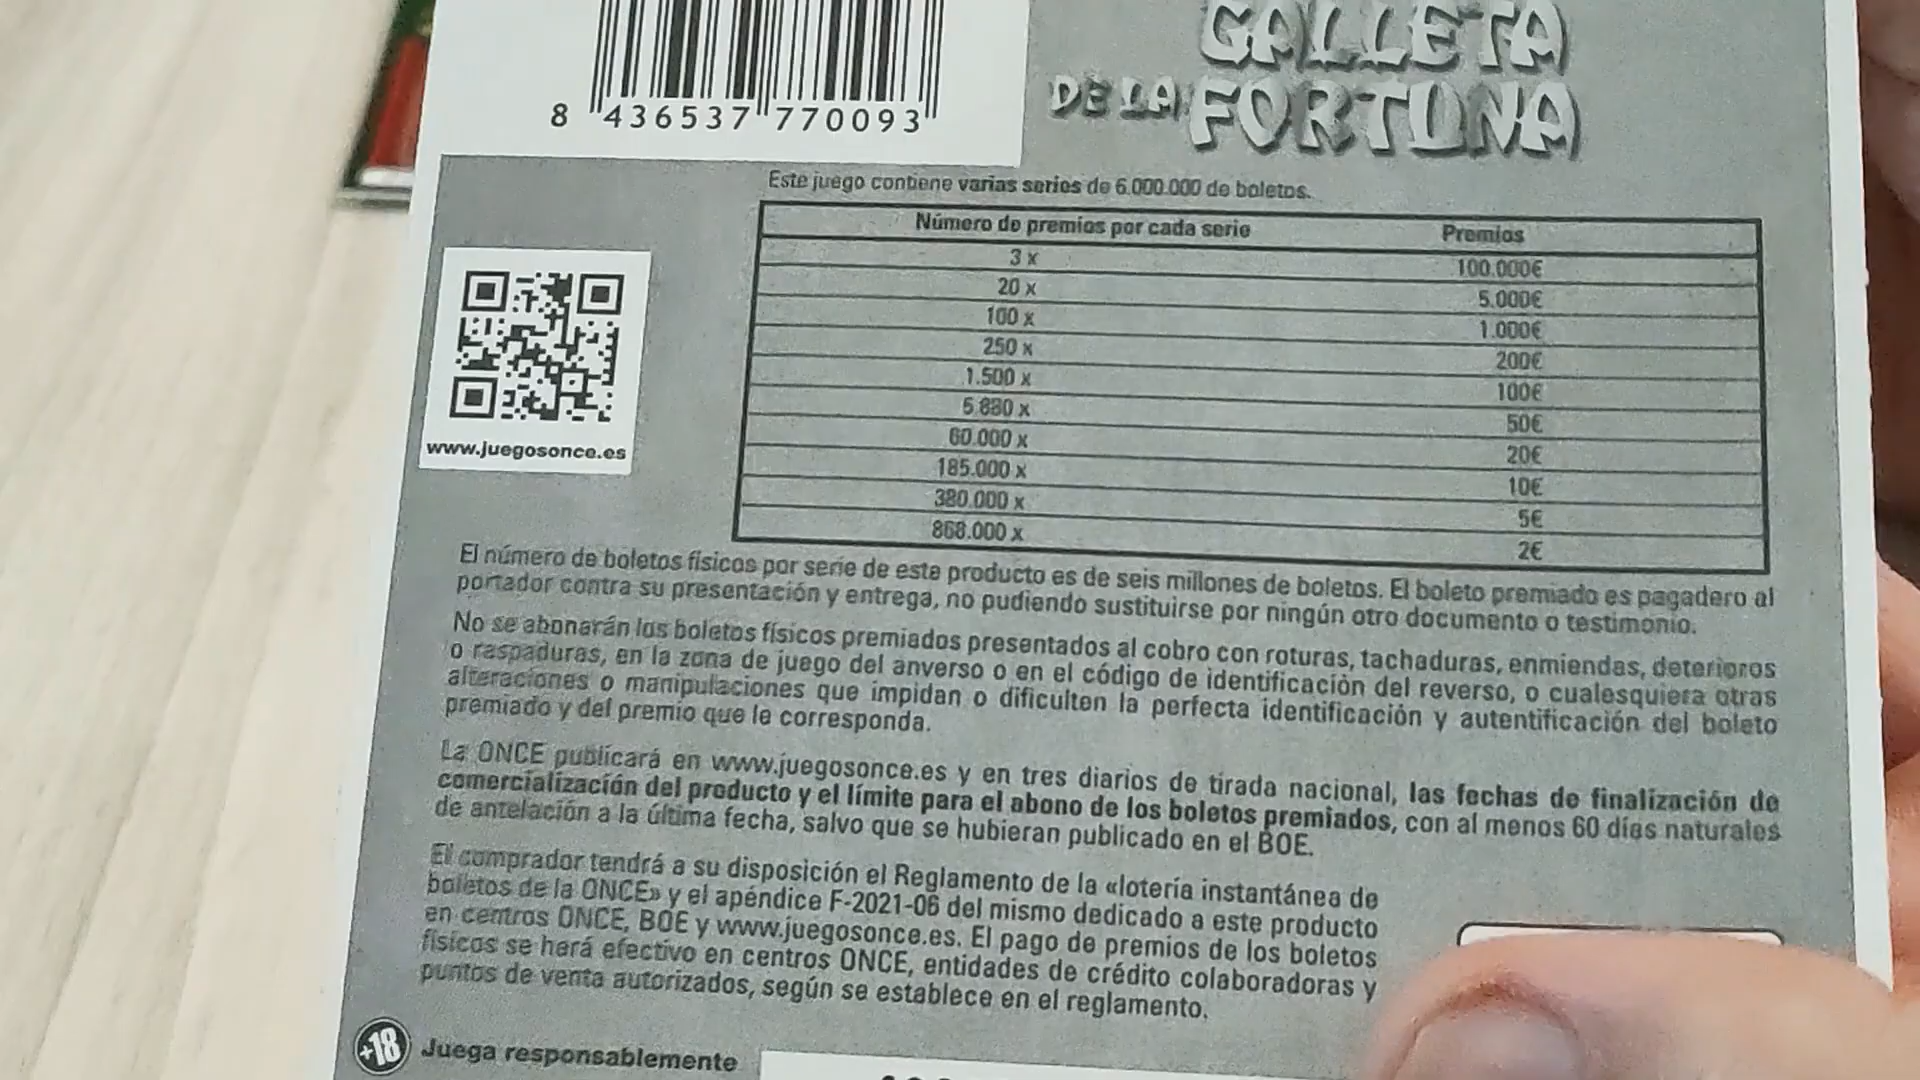 GALLETA
DE LA FORTUNA
8 436537 770093
Este juego contiene varias series de 6.000.000 de boletos.
Número de premios por cada serie Premios
3 x 100.000€
20 x 5.000€
100 x 1.000€
250 x 200€
1.500 x 100€
5.880 x 50€
60.000 x 20€
185.000 x 10€
380.000 x 5€
868.000 x 2€
www.juegosonce.es
El número de boletos físicos por serie de este producto es de seis millones de boletos. El boleto premiado es pagadero al
portador contra su presentación y entrega, no pudiendo sustituirse por ningún otro documento o testimonio.
No se abonarán los boletos físicos premiados presentados al cobro con roturas, tachaduras, enmiendas, deterioros
o raspaduras, en la zona de juego del anverso o en el código de identificación del reverso, o cualesquiera otras
alteraciones o manipulaciones que impidan o dificulten la perfecta identificación y autentificación del boleto
premiado y del premio que le corresponda.
La ONCE publicará en www.juegosonce.es y en tres diarios de tirada nacional, las fechas de finalización de
comercialización del producto y el límite para el abono de los boletos premiados, con al menos 60 días naturales
de antelación a la última fecha, salvo que se hubieran publicado en el BOE.
El comprador tendrá a su disposición el Reglamento de la «lotería instantánea de
boletos de la ONCE» y el apéndice F-2021-06 del mismo dedicado a este producto
en centros ONCE, BOE y www.juegosonce.es. El pago de premios de los boletos
físicos se hará efectivo en centros ONCE, entidades de crédito colaboradoras y
puntos de venta autorizados, según se establece en el reglamento.
+18 Juega responsablemente